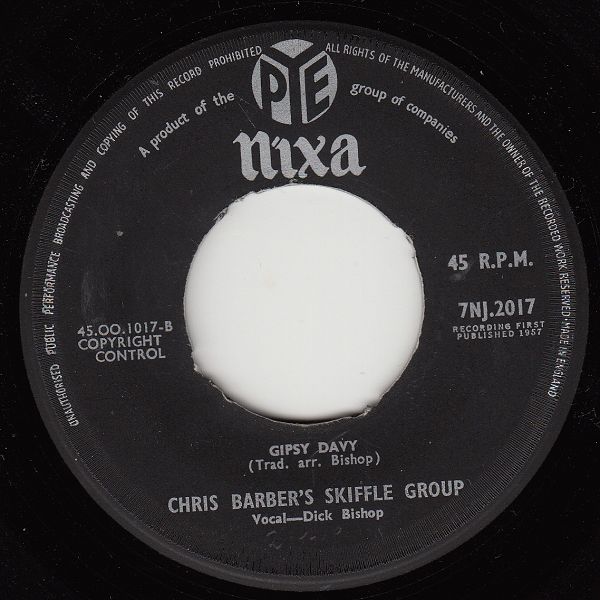 UNAUTHORISED PUBLIC PERFORMANCE BROADCASTING AND COPYING OF THIS RECORD PROHIBITED
ALL RIGHTS OF THE MANUFACTURERS AND THE OWNER OF THE RECORDED WORK RESERVED · MADE IN ENGLAND
A product of the
PYE
group of companies
nixa
45 R.P.M.
7NJ.2017
RECORDING FIRST
PUBLISHED 1957
45.OO.1017-B
COPYRIGHT
CONTROL
GIPSY DAVY
(Trad. arr. Bishop)
CHRIS BARBER'S SKIFFLE GROUP
Vocal—Dick Bishop